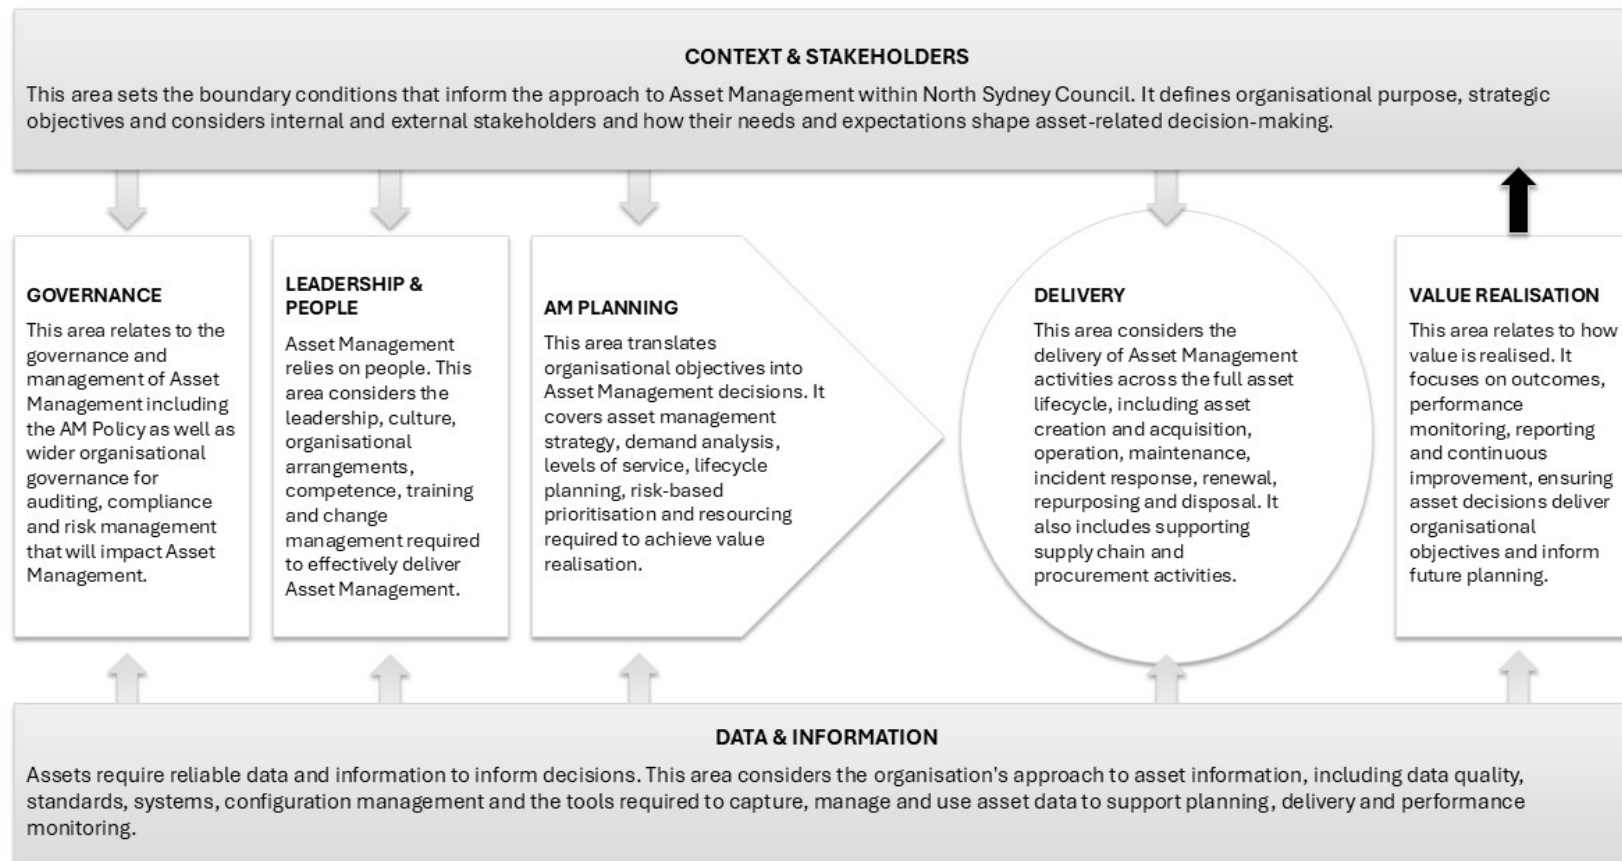 CONTEXT & STAKEHOLDERS
This area sets the boundary conditions that inform the approach to Asset Management within North Sydney Council. It defines organisational purpose, strategic
objectives and considers internal and external stakeholders and how their needs and expectations shape asset-related decision-making.
GOVERNANCE
This area relates to the
governance and
management of Asset
Management including
the AM Policy as well as
wider organisational
governance for
auditing, compliance
and risk management
that will impact Asset
Management.
LEADERSHIP &
PEOPLE
Asset Management
relies on people. This
area considers the
leadership, culture,
organisational
arrangements,
competence, training
and change
management required
to effectively deliver
Asset Management.
AM PLANNING
This area translates
organisational objectives into
Asset Management decisions. It
covers asset management
strategy, demand analysis,
levels of service, lifecycle
planning, risk-based
prioritisation and resourcing
required to achieve value
realisation.
DELIVERY
This area considers the
delivery of Asset Management
activities across the full asset
lifecycle, including asset
creation and acquisition,
operation, maintenance,
incident response, renewal,
repurposing and disposal. It
also includes supporting
supply chain and
procurement activities.
VALUE REALISATION
This area relates to how
value is realised. It
focuses on outcomes,
performance
monitoring, reporting
and continuous
improvement, ensuring
asset decisions deliver
organisational
objectives and inform
future planning.
DATA & INFORMATION
Assets require reliable data and information to inform decisions. This area considers the organisation's approach to asset information, including data quality,
standards, systems, configuration management and the tools required to capture, manage and use asset data to support planning, delivery and performance
monitoring.